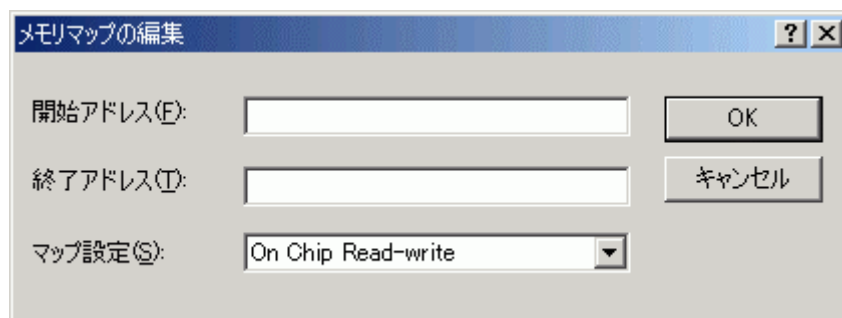 メモリマップの編集
開始アドレス(F):
OK
終了アドレス(T):
キャンセル
マップ設定(S):
On Chip Read-write